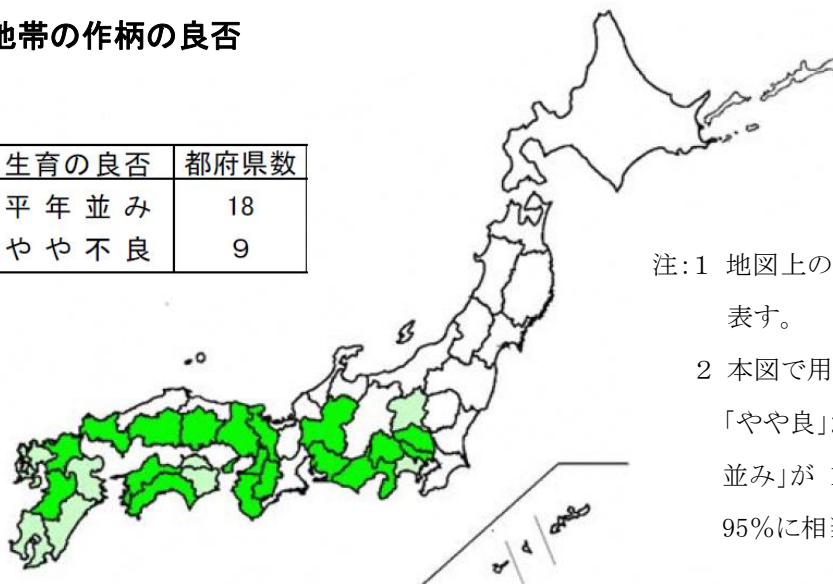 地帯の作柄の良否
生育の良否 都府県数
平年並み 18
やや不良 9
注:1 地図上の
表す。
2 本図で用
「やや良」
並み」が
95%に相